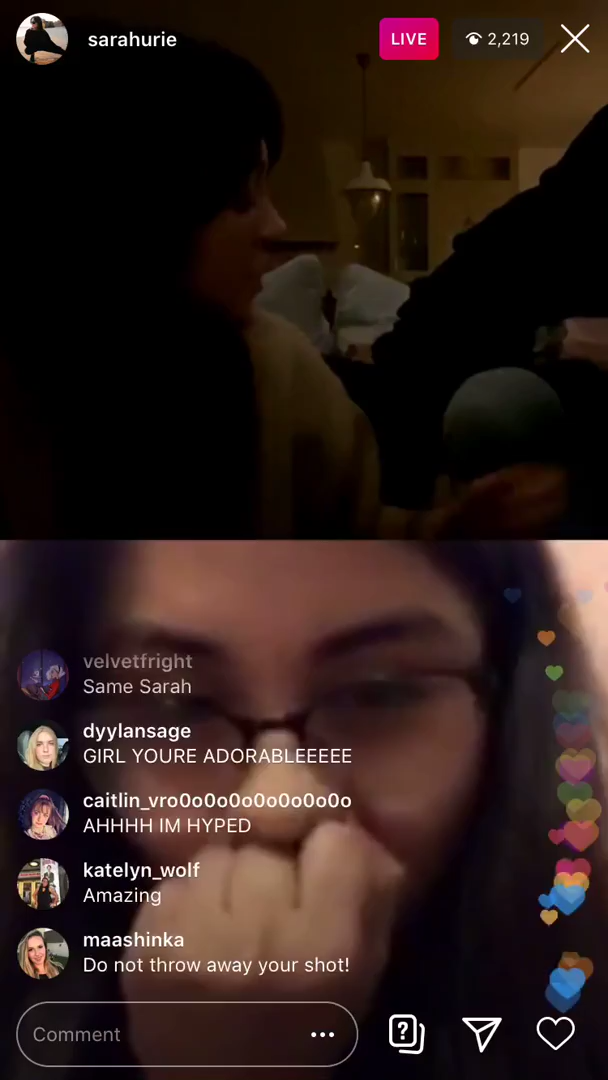 sarahurie
LIVE
2,219
velvetfright
Same Sarah
dyylansage
GIRL YOURE ADORABLEEEEE
caitlin_vro0o0o0o0o0o0o0o
AHHHH IM HYPED
katelyn_wolf
Amazing
maashinka
Do not throw away your shot!
Comment